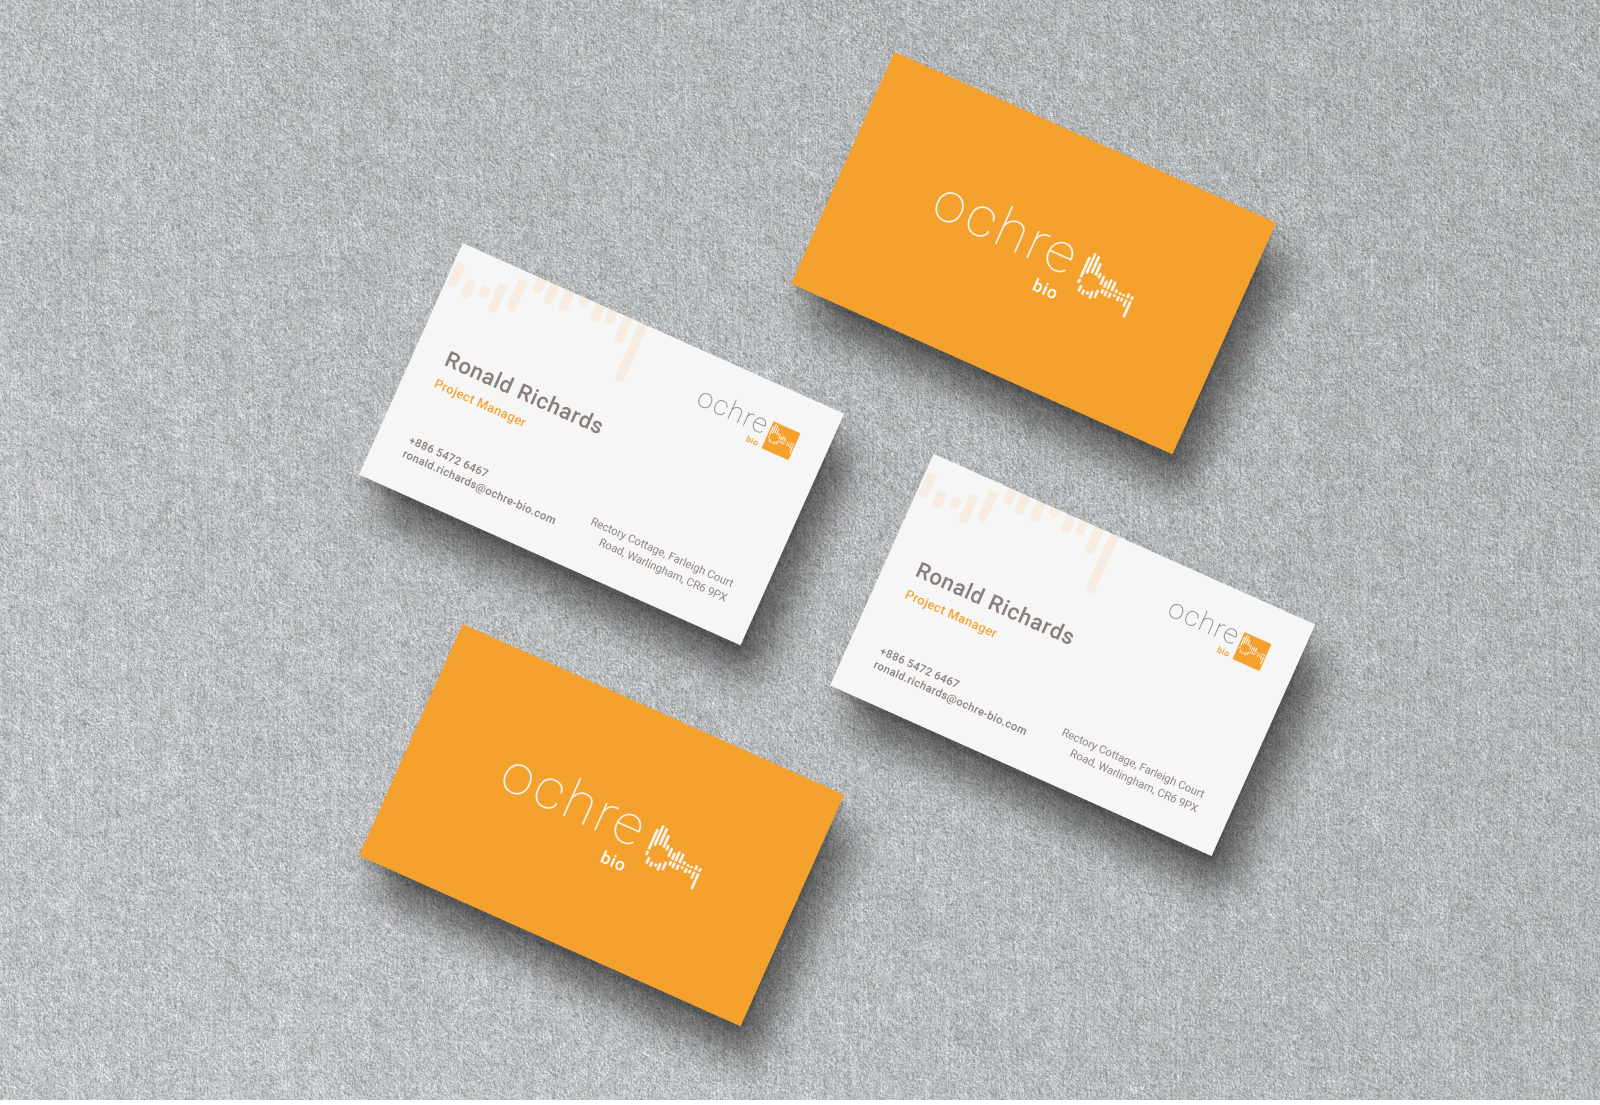 ochre
bio
Ronald Richards
Project Manager
+886 5472 6467
ronald.richards@ochre-bio.com
ochre
bio
Rectory Cottage, Farleigh Court
Road, Warlingham, CR6 9PX
Ronald Richards
Project Manager
+886 5472 6467
ronald.richards@ochre-bio.com
ochre
bio
Rectory Cottage, Farleigh Court
Road, Warlingham, CR6 9PX
ochre
bio